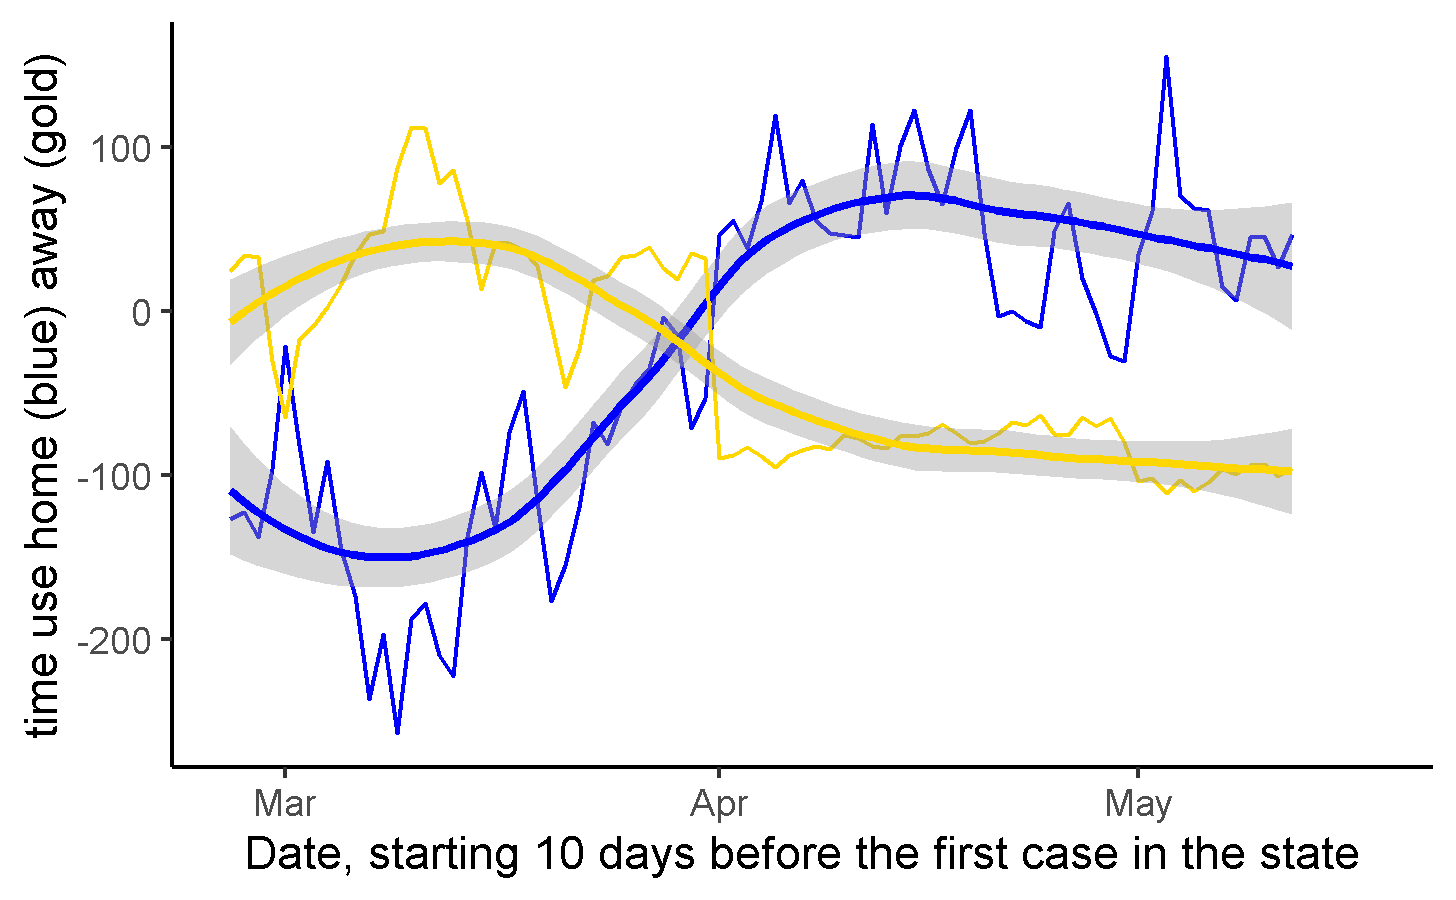 time use home (blue) away (gold)
100
0
-100
-200
Mar Apr May
Date, starting 10 days before the first case in the state